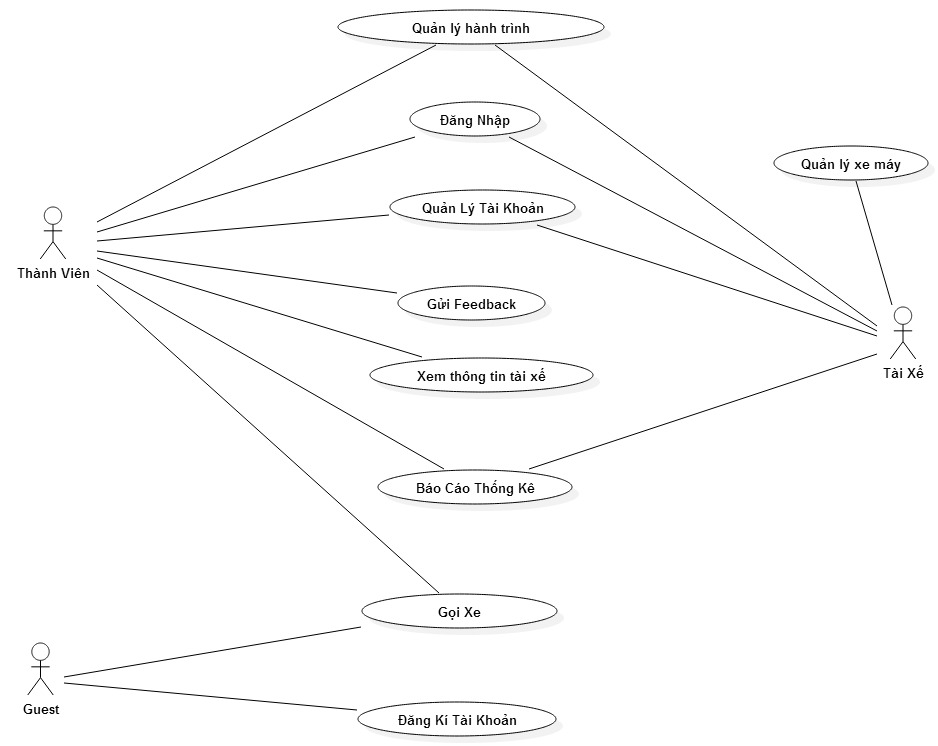 Quản lý hành trình
Đăng Nhập
Quản lý xe máy
Quản Lý Tài Khoản
Thành Viên
Gửi Feedback
Tài Xế
Xem thông tin tài xế
Báo Cáo Thống Kê
Gọi Xe
Guest
Đăng Kí Tài Khoản